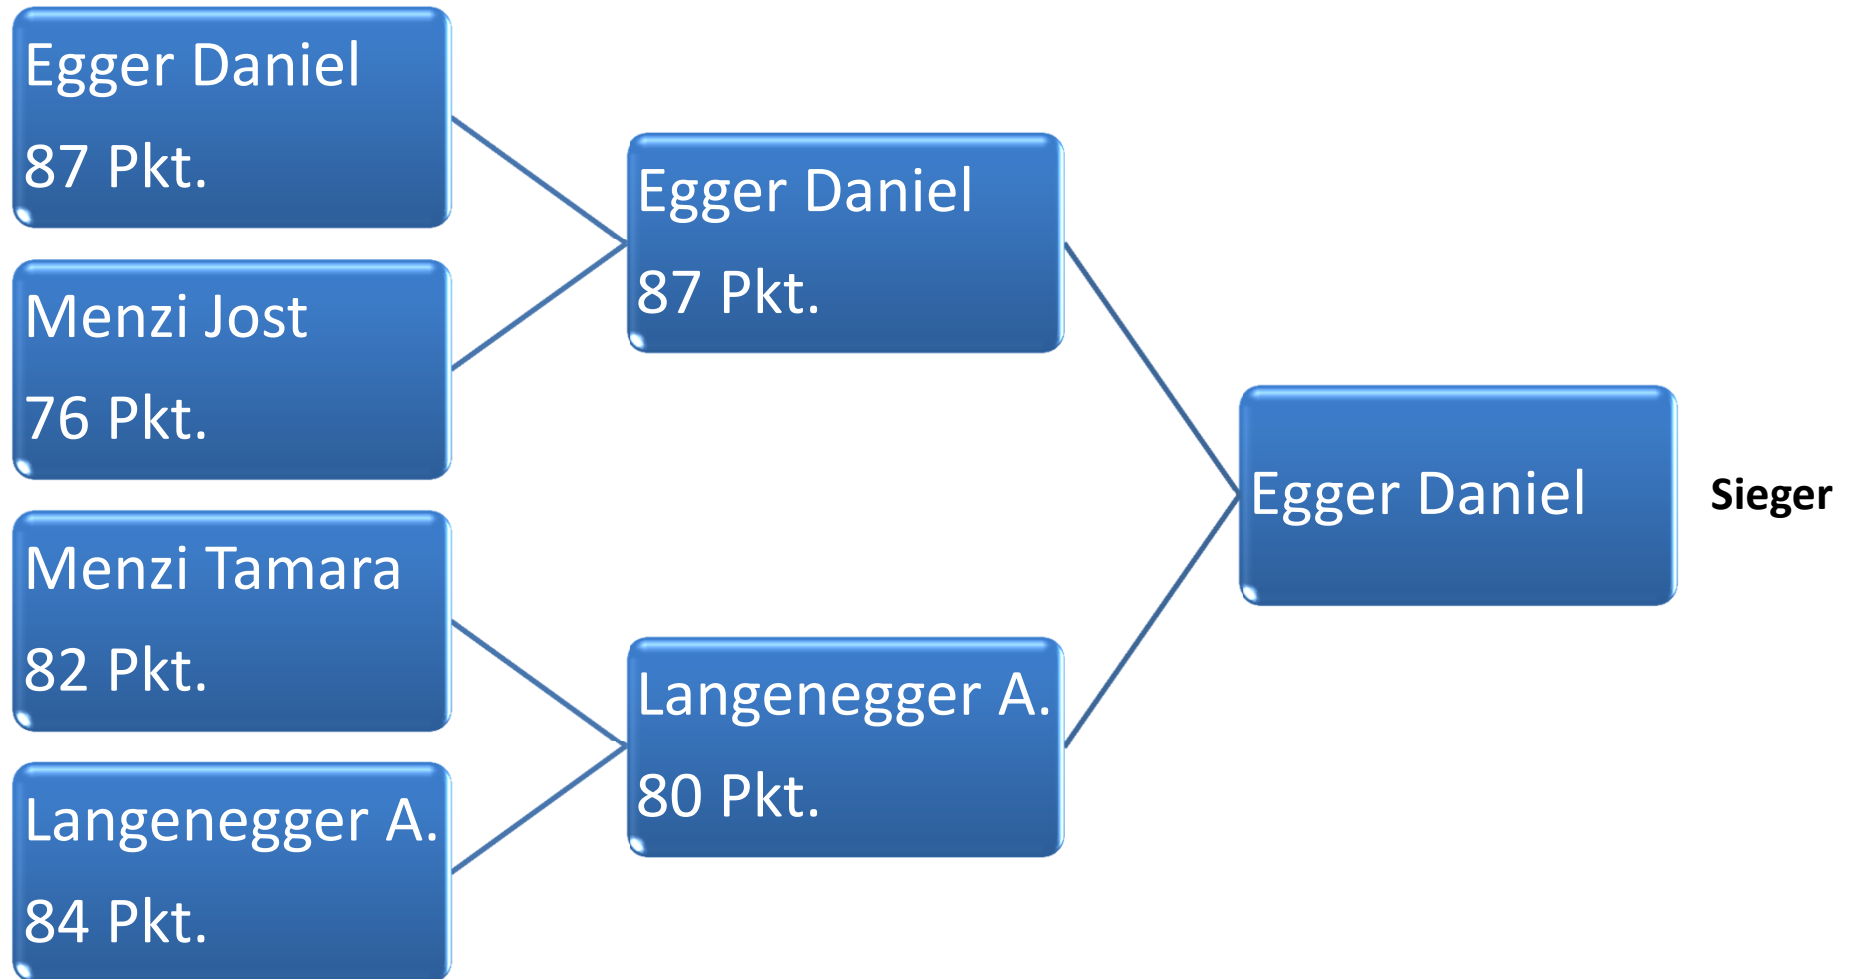 Egger Daniel
87 Pkt.
Menzi Jost
76 Pkt.
Menzi Tamara
82 Pkt.
Langenegger A.
84 Pkt.
Egger Daniel
87 Pkt.
Langenegger A.
80 Pkt.
Egger Daniel
Sieger